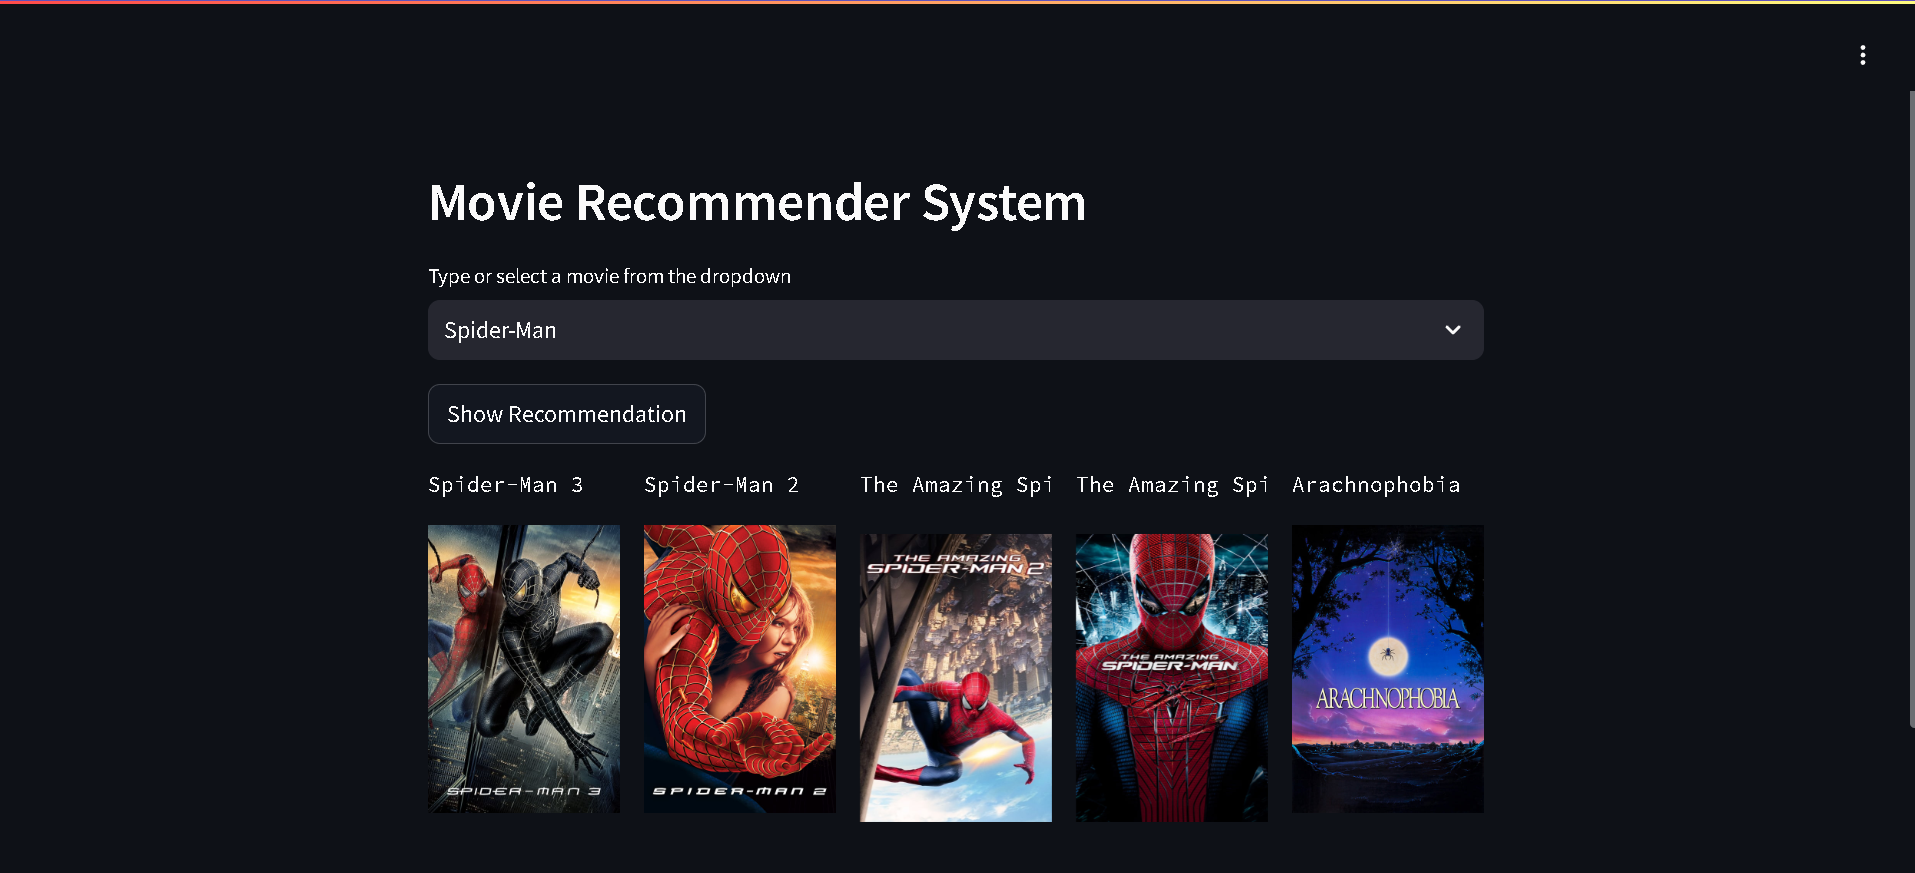 Movie Recommender System
Type or select a movie from the dropdown
Spider-Man
Show Recommendation
Spider-Man 3
Spider-Man 2
The Amazing Spi
The Amazing Spi
Arachnophobia
SPIDER-MAN 3
SPIDER-MAN 2
THE AMAZING
SPIDER-MAN 2
THE AMAZING
SPIDER-MAN
ARACHNOPHOBIA